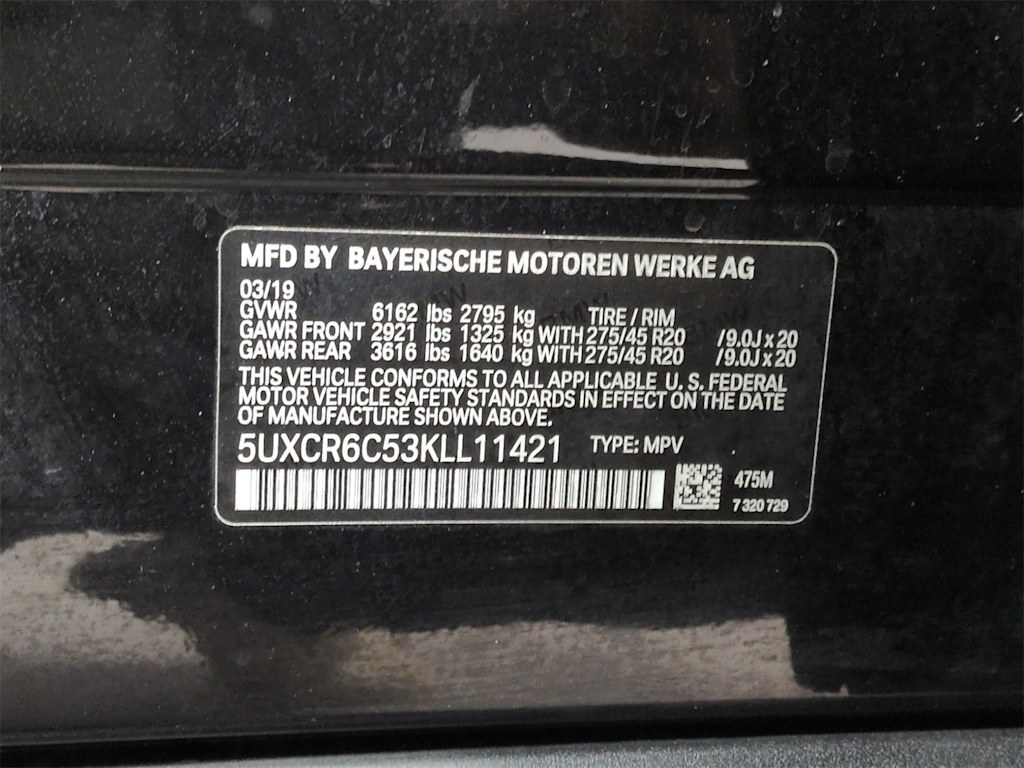 MFD BY BAYERISCHE MOTOREN WERKE AG
03/19
GVWR 6162 lbs 2795 kg TIRE / RIM
GAWR FRONT 2921 lbs 1325 kg WITH 275/45 R20 /9.0J x 20
GAWR REAR 3616 lbs 1640 kg WITH 275/45 R20 /9.0J x 20
THIS VEHICLE CONFORMS TO ALL APPLICABLE U. S. FEDERAL
MOTOR VEHICLE SAFETY STANDARDS IN EFFECT ON THE DATE
OF MANUFACTURE SHOWN ABOVE.
5UXCR6C53KLL11421 TYPE: MPV
475M
7 320 729